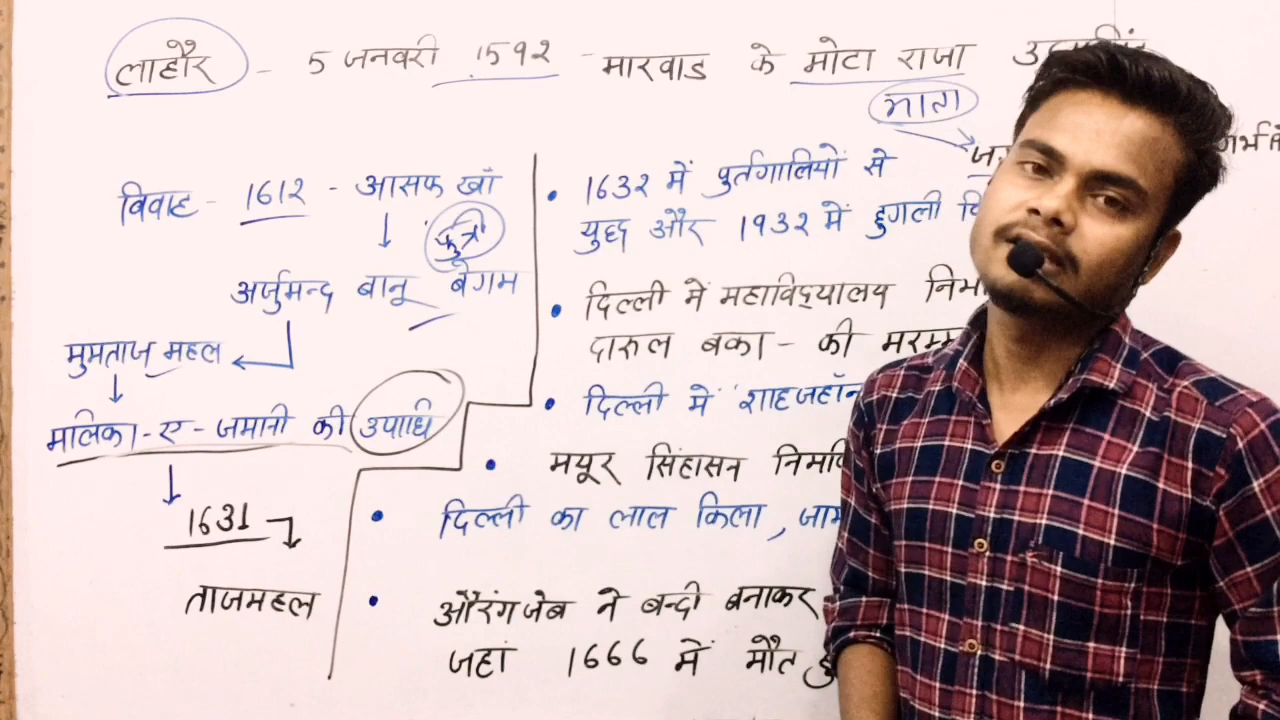 लाहौर - 5 जनवरी 1592 - मारवाड के मोटा राजा
माता
विवाह - 1612 - आसफ खाँ
पुत्री
अर्जुमन्द बानू बेगम
मुमताज महल
मलिका-ए-जमानी की उपाधि
1631
ताजमहल
• 1632 में पुर्तगालियों से
युद्ध और 1932 में हुगली
• दिल्ली में महाविद्यालय
दारुल बका - की
• दिल्ली में 'शाहजहाँ
• मयूर सिंहासन
• दिल्ली का लाल किला,
• औरंगजेब ने बन्दी बनाकर
जहां 1666 में मौत